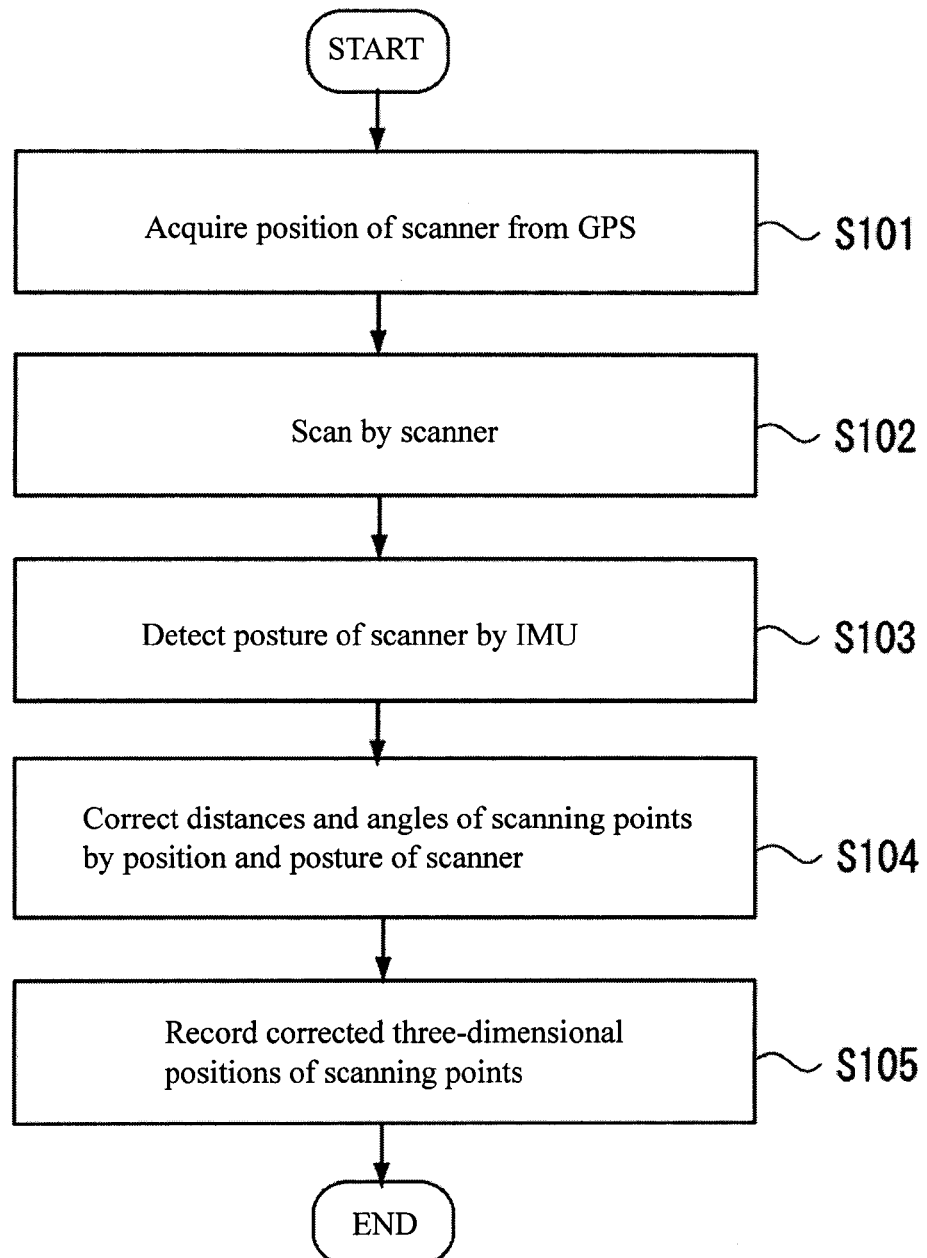 START
Acquire position of scanner from GPS
S101
Scan by scanner
S102
Detect posture of scanner by IMU
S103
Correct distances and angles of scanning points
by position and posture of scanner
S104
Record corrected three-dimensional
positions of scanning points
S105
END